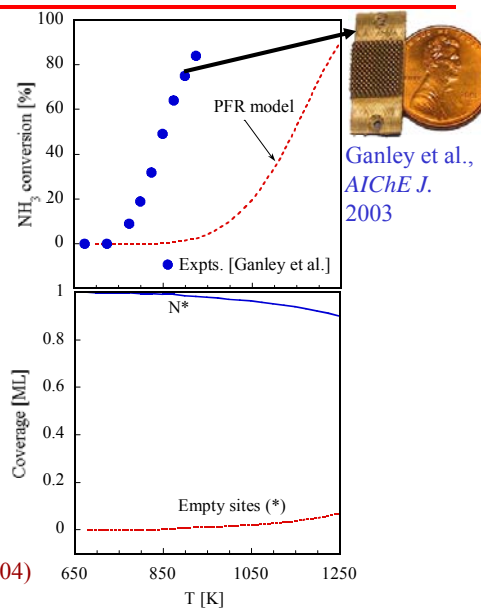 100
80
60
40
20
0
NH3 conversion [%]
PFR model
Expts. [Ganley et al.]
Ganley et al.,
AIChE J.
2003
1
0.8
0.6
0.4
0.2
0
Coverage [ML]
N*
Empty sites (*)
650
850
1050
1250
T [K]
04)